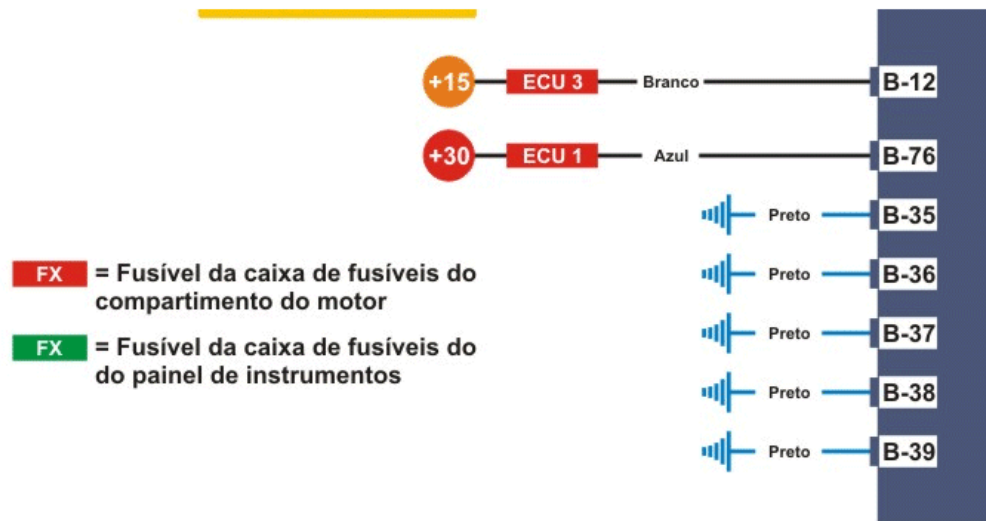 +15 ECU 3 Branco B-12
+30 ECU 1 Azul B-76
Preto B-35
Preto B-36
Preto B-37
Preto B-38
Preto B-39
FX = Fusível da caixa de fusíveis do
compartimento do motor
FX = Fusível da caixa de fusíveis do
do painel de instrumentos